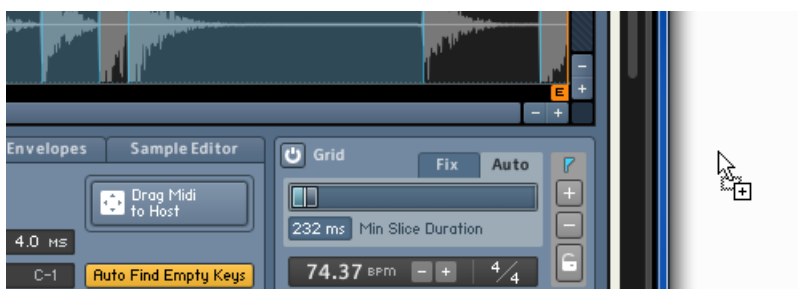 E
Envelopes
Sample Editor
Grid
Fix
Auto
Drag Midi
to Host
232 ms
Min Slice Duration
4.0 ms
74.37 BPM
4/4
C-1
Auto Find Empty Keys